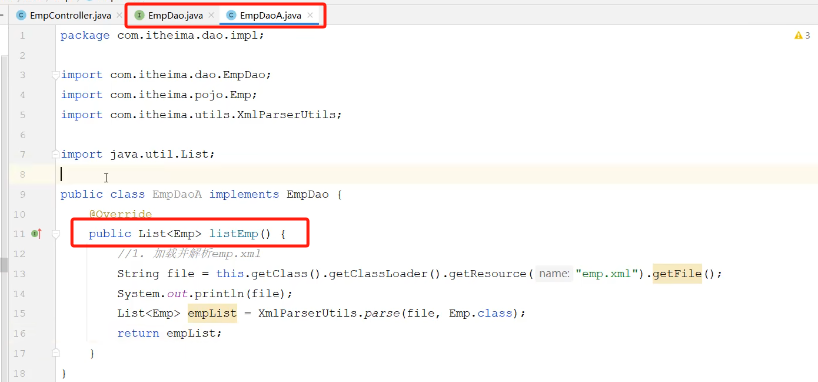 EmpController.java × EmpDao.java × EmpDaoA.java ×
1 package com.itheima.dao.impl; 3
2
3 import com.itheima.dao.EmpDao;
4 import com.itheima.pojo.Emp;
5 import com.itheima.utils.XmlParserUtils;
6
7 import java.util.List;
8
9 public class EmpDaoA implements EmpDao {
10 @Override
11 public List<Emp> listEmp() {
12 //1. 加载并解析emp.xml
13 String file = this.getClass().getClassLoader().getResource( name: "emp.xml").getFile();
14 System.out.println(file);
15 List<Emp> empList = XmlParserUtils.parse(file, Emp.class);
16 return empList;
17 }
18 }